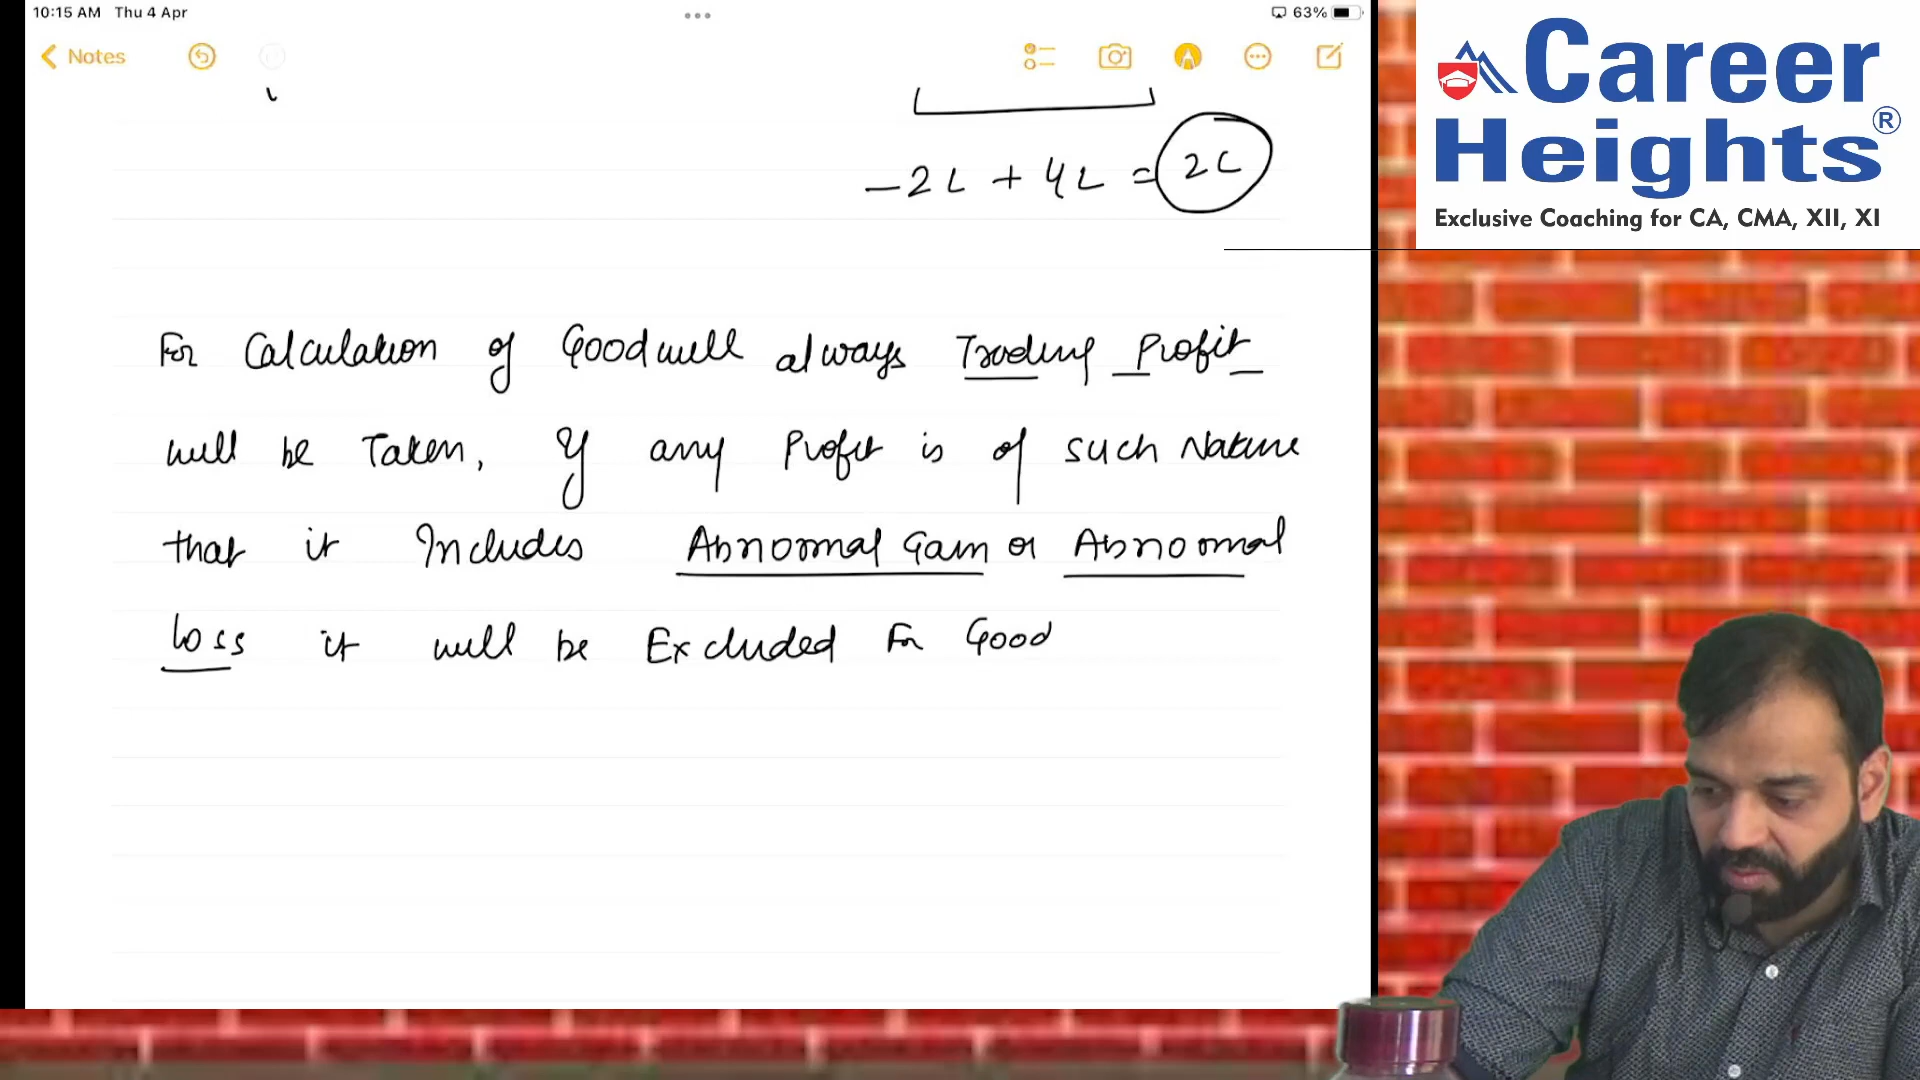 10:15 AM Thu 4 Apr
63%
Notes
-2L + 4L = 2L
For Calculation of Goodwill always Trading Profit
will be Taken, If any Profit is of such Nature
that it Includes Abnormal Gain or Abnormal
loss it will be Excluded For Good
Career
Heights®
Exclusive Coaching for CA, CMA, XII, XI